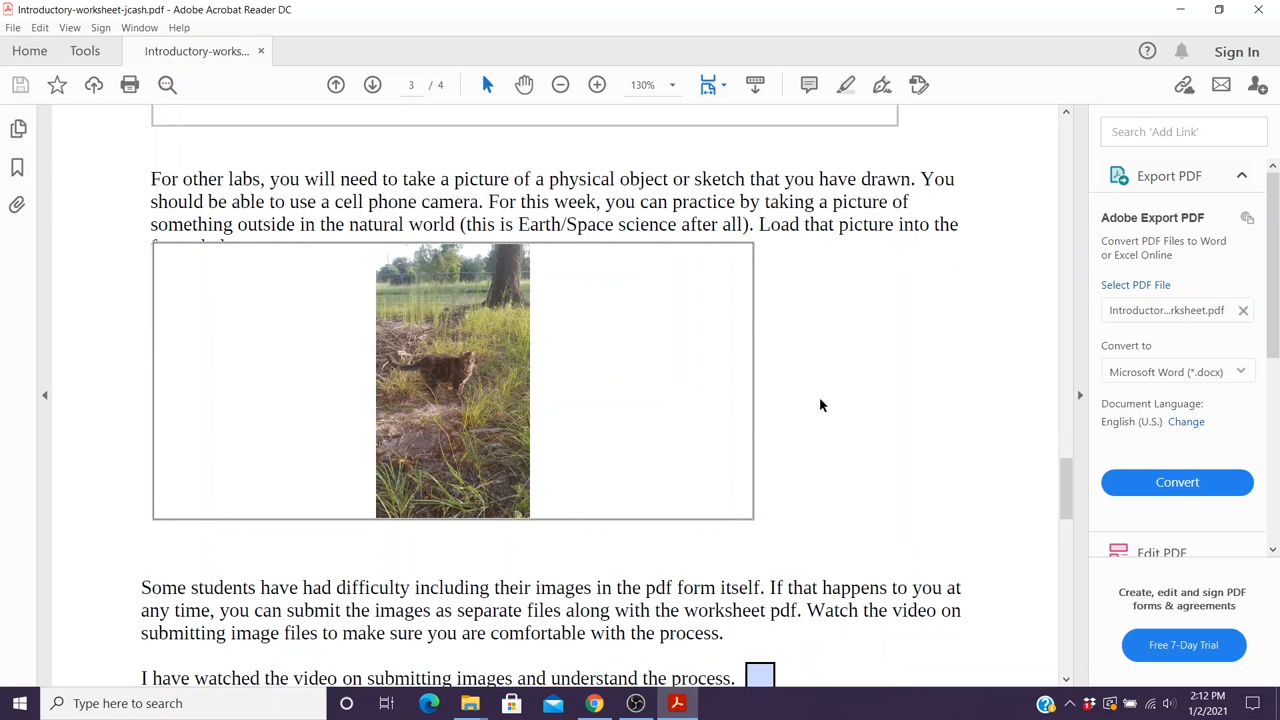 Introductory-worksheet-jcash.pdf - Adobe Acrobat Reader DC
File Edit View Sign Window Help
Home Tools Introductory-works... × Sign In
3 / 4 130%
For other labs, you will need to take a picture of a physical object or sketch that you have drawn. You
should be able to use a cell phone camera. For this week, you can practice by taking a picture of
something outside in the natural world (this is Earth/Space science after all). Load that picture into the
Some students have had difficulty including their images in the pdf form itself. If that happens to you at
any time, you can submit the images as separate files along with the worksheet pdf. Watch the video on
submitting image files to make sure you are comfortable with the process.
I have watched the video on submitting images and understand the process.
Search 'Add Link'
Export PDF
Adobe Export PDF
Convert PDF Files to Word
or Excel Online
Select PDF File
Introductor...rksheet.pdf
Convert to
Microsoft Word (*.docx)
Document Language:
English (U.S.) Change
Convert
Edit PDF
Create, edit and sign PDF
forms & agreements
Free 7-Day Trial
Type here to search
2:12 PM
1/2/2021